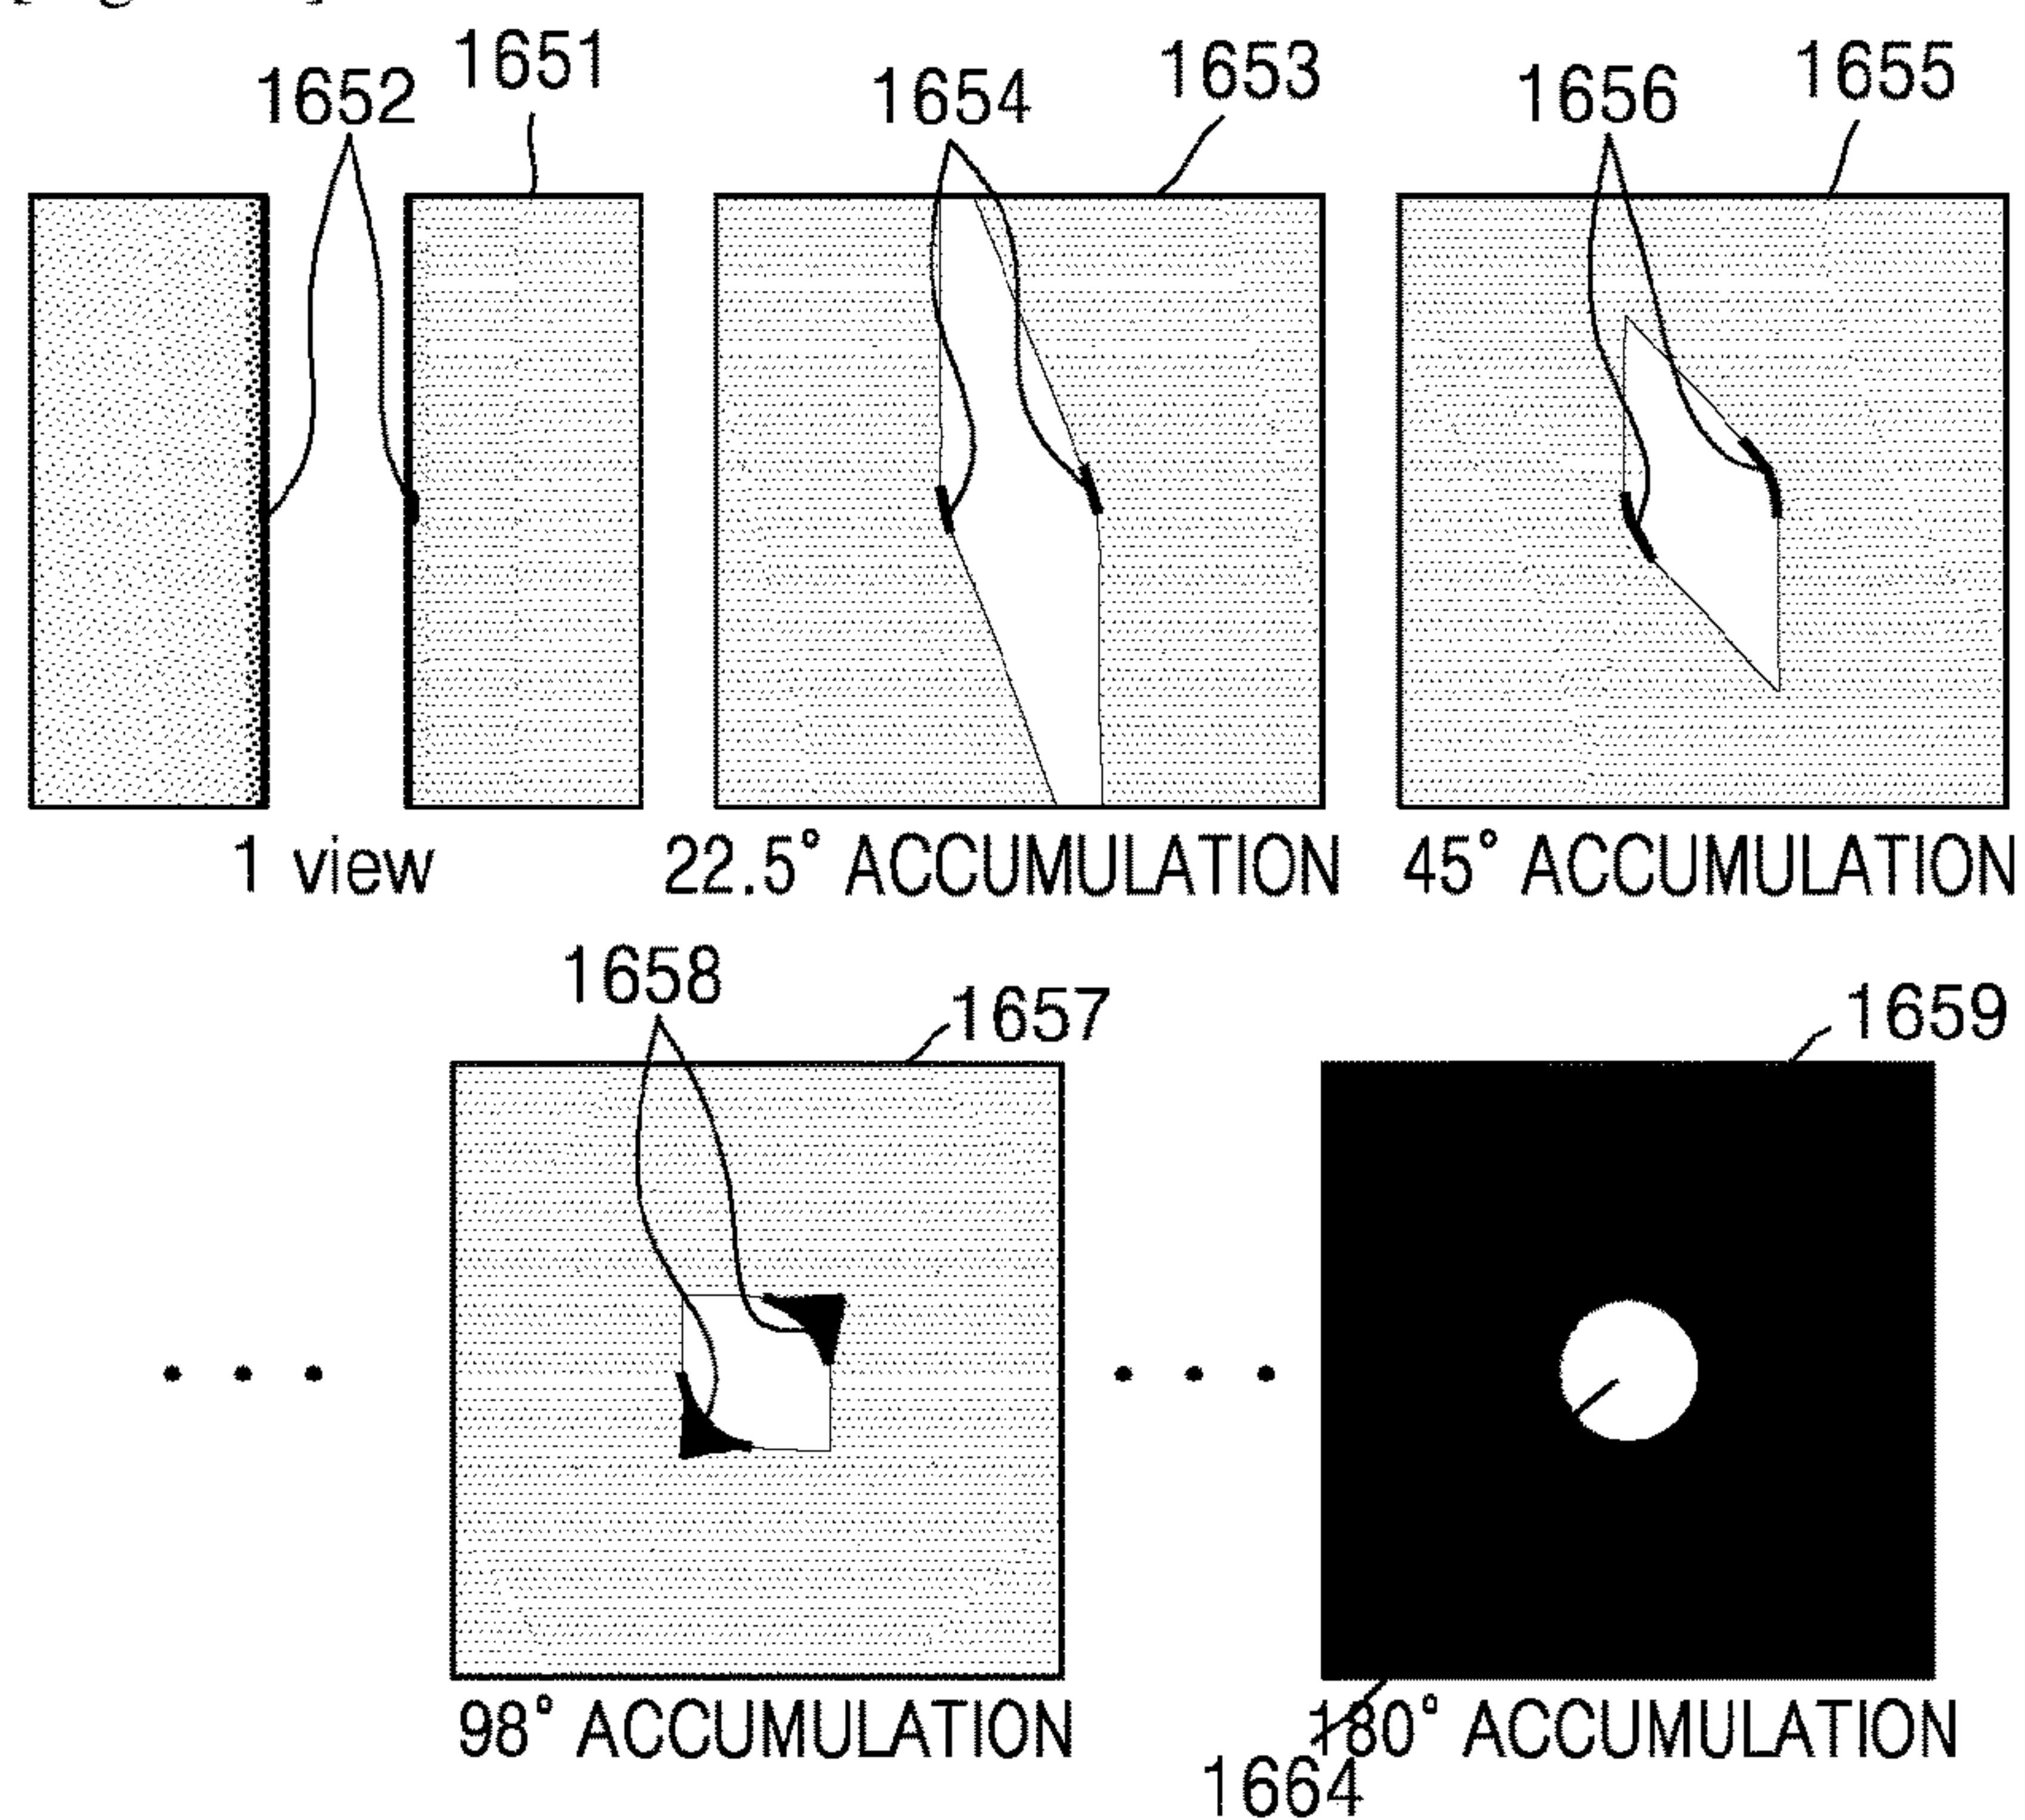 1652 1651 1654 1653 1656 1655
1 view 22.5° ACCUMULATION 45° ACCUMULATION
1658 1657 1659
98° ACCUMULATION 180° ACCUMULATION
1664